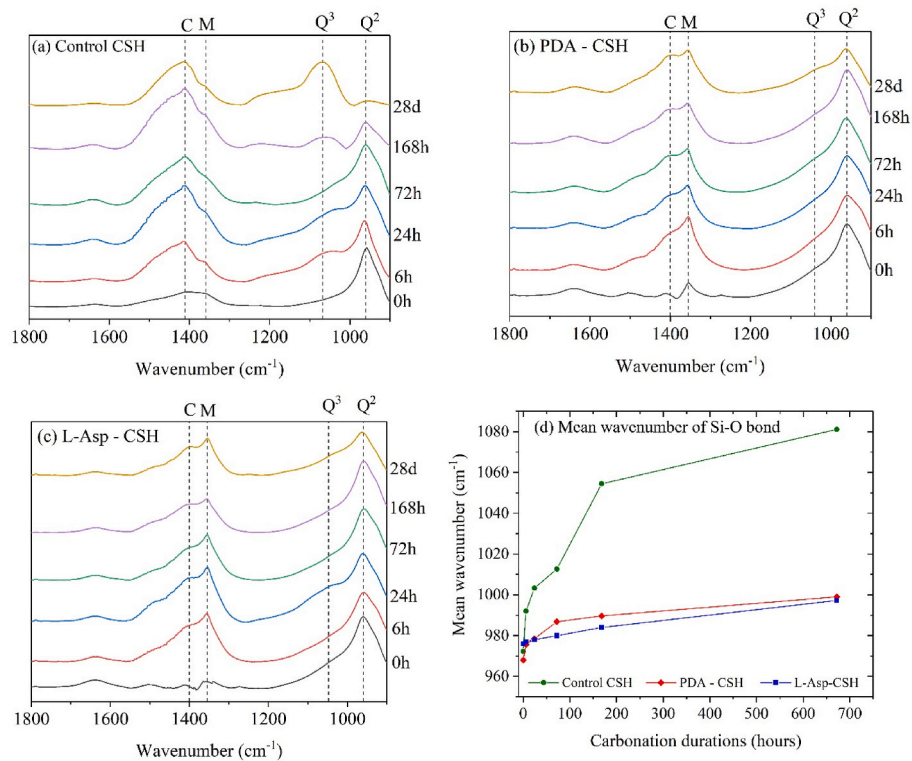 C M Q³ Q²
(a) Control CSH
28d
168h
72h
24h
6h
0h
1800 1600 1400 1200 1000
Wavenumber (cm⁻¹)
C M Q³ Q²
(b) PDA - CSH
28d
168h
72h
24h
6h
0h
1800 1600 1400 1200 1000
Wavenumber (cm⁻¹)
C M Q³ Q²
(c) L-Asp - CSH
28d
168h
72h
24h
6h
0h
1800 1600 1400 1200 1000
Wavenumber (cm⁻¹)
(d) Mean wavenumber of Si-O bond
Mean wavenumber (cm⁻¹)
1080
1060
1040
1020
1000
980
960
Control CSH PDA - CSH L-Asp-CSH
0 100 200 300 400 500 600 700
Carbonation durations (hours)